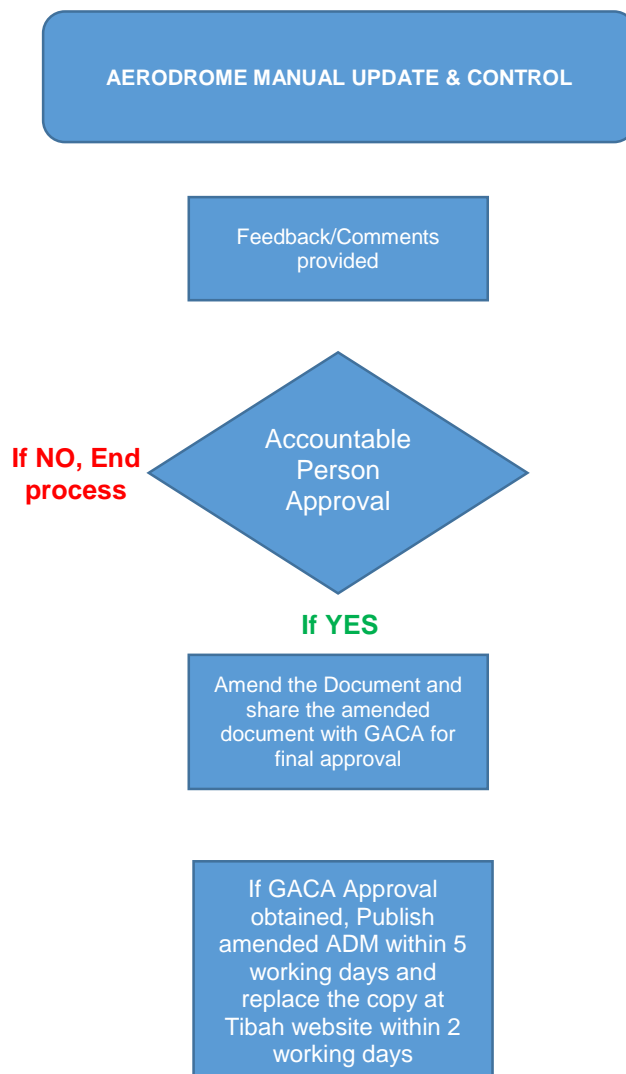 AERODROME MANUAL UPDATE & CONTROL
Feedback/Comments
provided
Accountable
Person
Approval
If NO, End
process
If YES
Amend the Document and
share the amended
document with GACA for
final approval
If GACA Approval
obtained, Publish
amended ADM within 5
working days and
replace the copy at
Tibah website within 2
working days